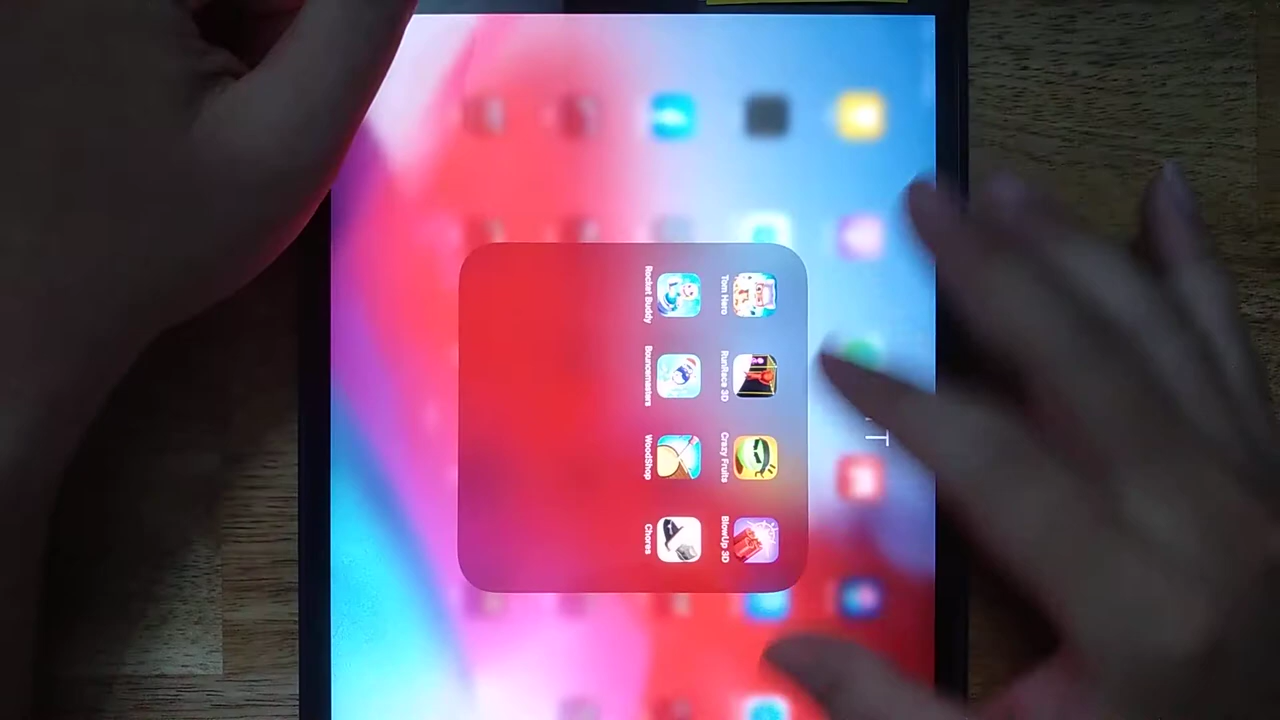 T
Tom Hero
RunRace 3D
Crazy Fruits
BlowUp 3D
Rocket Buddy
Bouncemasters
WoodShop
Chores